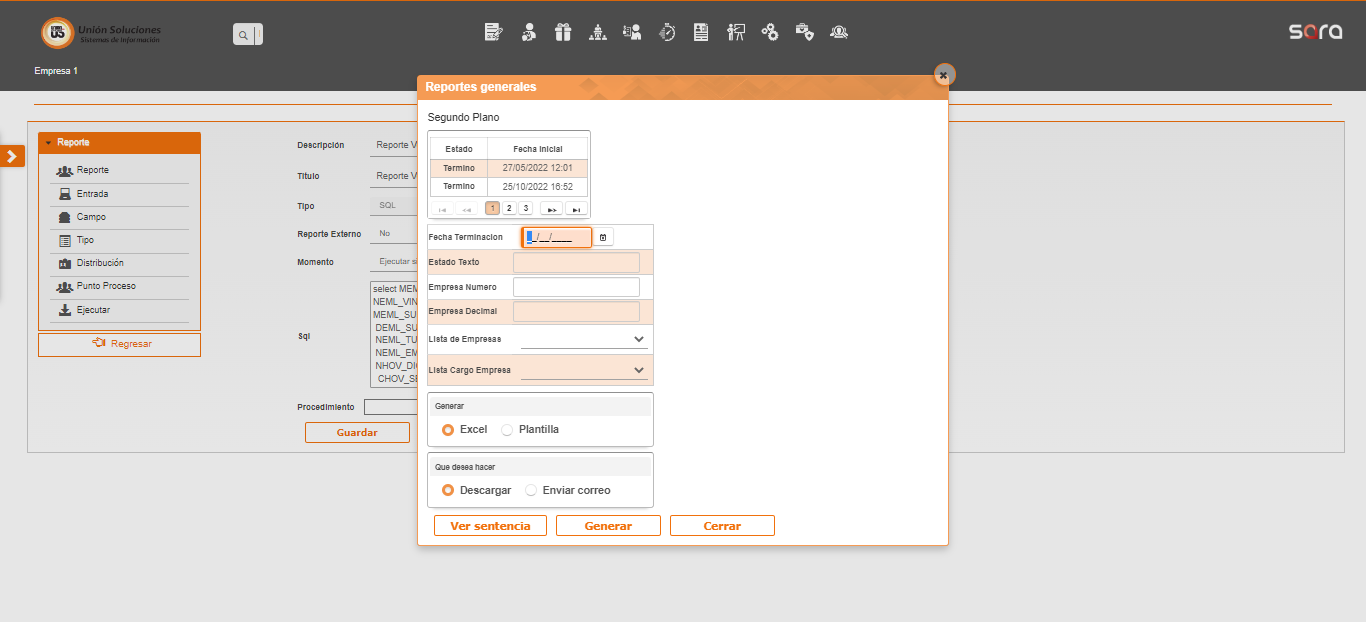 Unión Soluciones
Sistemas de Información
sora
Empresa 1
Reporte
Reporte
Entrada
Campo
Tipo
Distribución
Punto Proceso
Ejecutar
Regresar
Descripción Reporte V
Titulo Reporte V
Tipo SQL
Reporte Externo No
Momento Ejecutar si
Sql
select MEM
NEML_VIN
MEML_SU
DEML_SU
NEML_TU
NEML_EM
NHOV_DI
CHOV_SE
Procedimiento
Guardar
Reportes generales
Segundo Plano
Estado Fecha Inicial
Termino 27/05/2022 12:01
Termino 25/10/2022 16:52
1 2 3
Fecha Terminacion __/__/____
Estado Texto
Empresa Numero
Empresa Decimal
Lista de Empresas
Lista Cargo Empresa
Generar
Excel Plantilla
Que desea hacer
Descargar Enviar correo
Ver sentencia Generar Cerrar